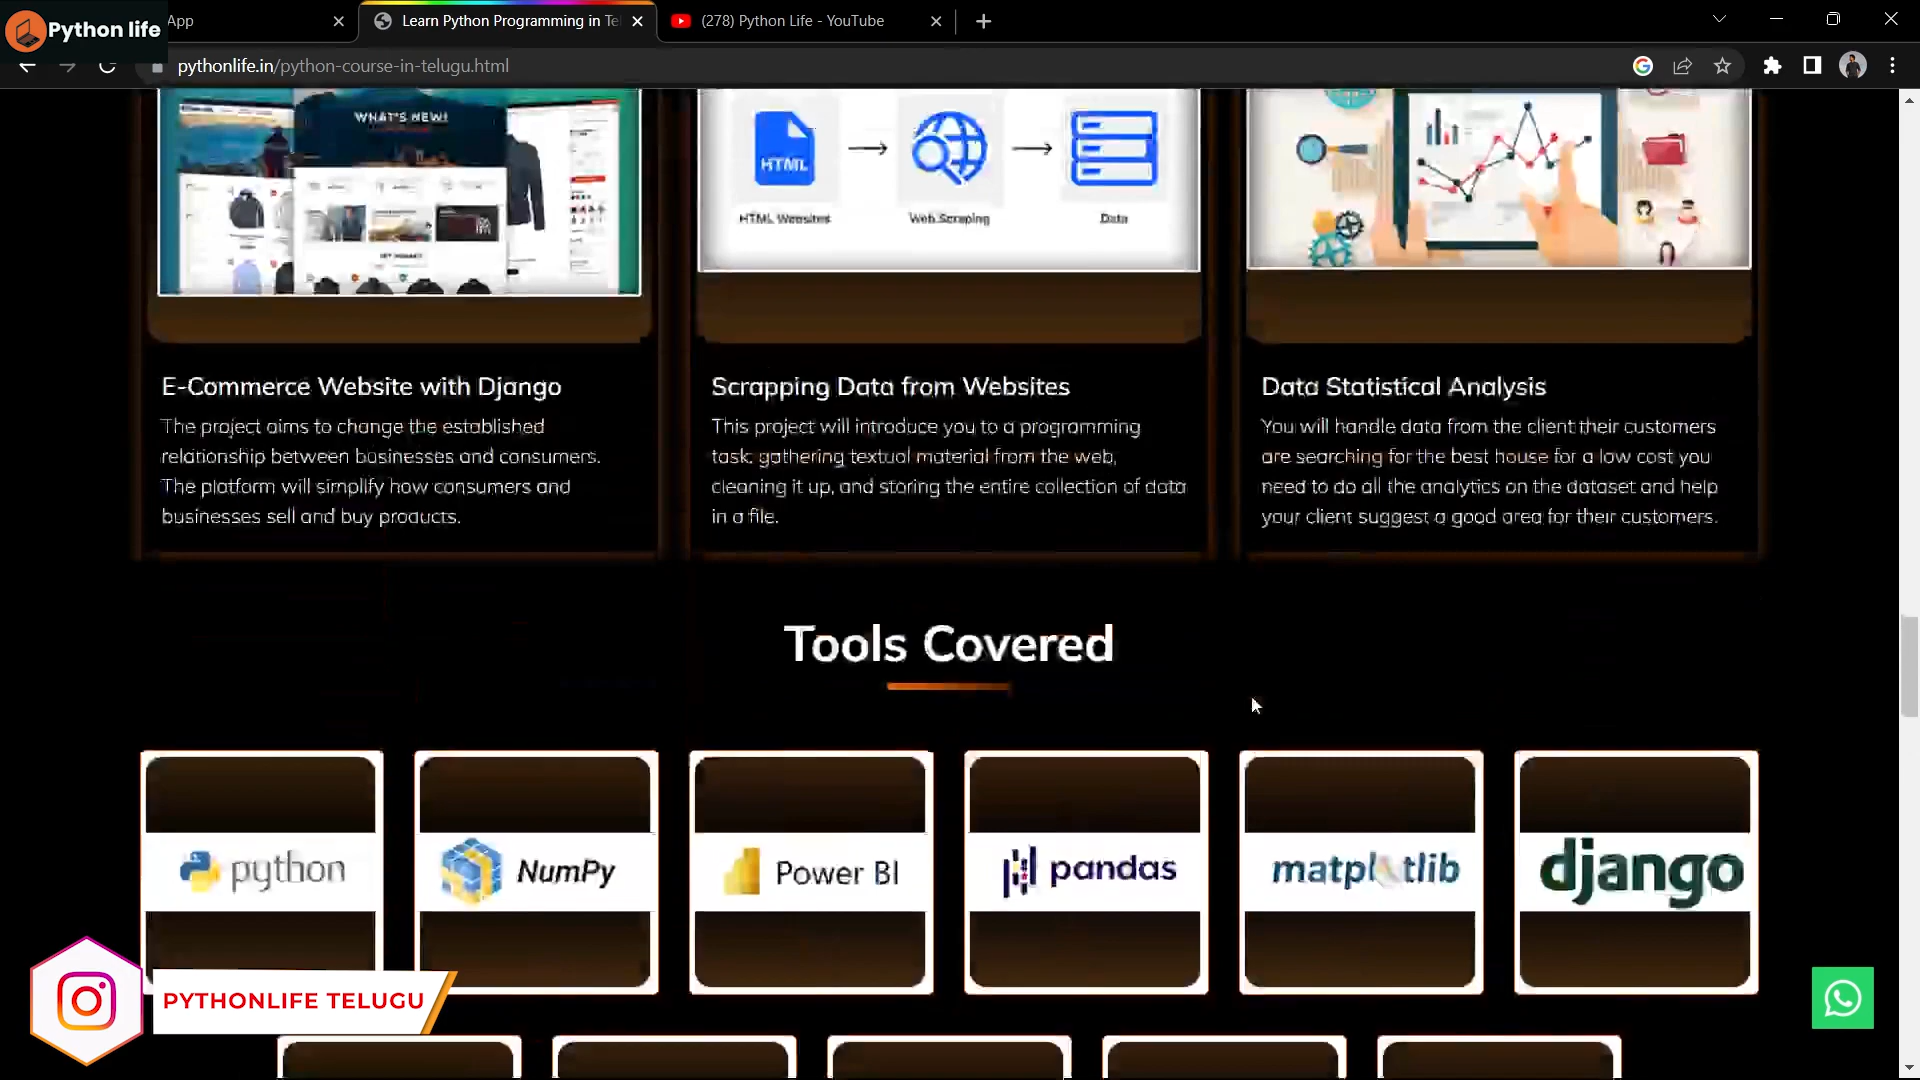 Python life
App
Learn Python Programming in Te
(278) Python Life - YouTube
pythonlife.in/python-course-in-telugu.html
WHAT'S NEW!
HTML
HTML Websites
Web Scraping
Data
E-Commerce Website with Django
The project aims to change the established
relationship between businesses and consumers.
The platform will simplify how consumers and
businesses sell and buy products.
Scrapping Data from Websites
This project will introduce you to a programming
task, gathering textual material from the web,
cleaning it up, and storing the entire collection of data
in a file.
Data Statistical Analysis
You will handle data from the client their customers
are searching for the best house for a low cost you
need to do all the analytics on the dataset and help
your client suggest a good area for their customers.
Tools Covered
python
NumPy
Power BI
pandas
matplotlib
django
PYTHONLIFE TELUGU